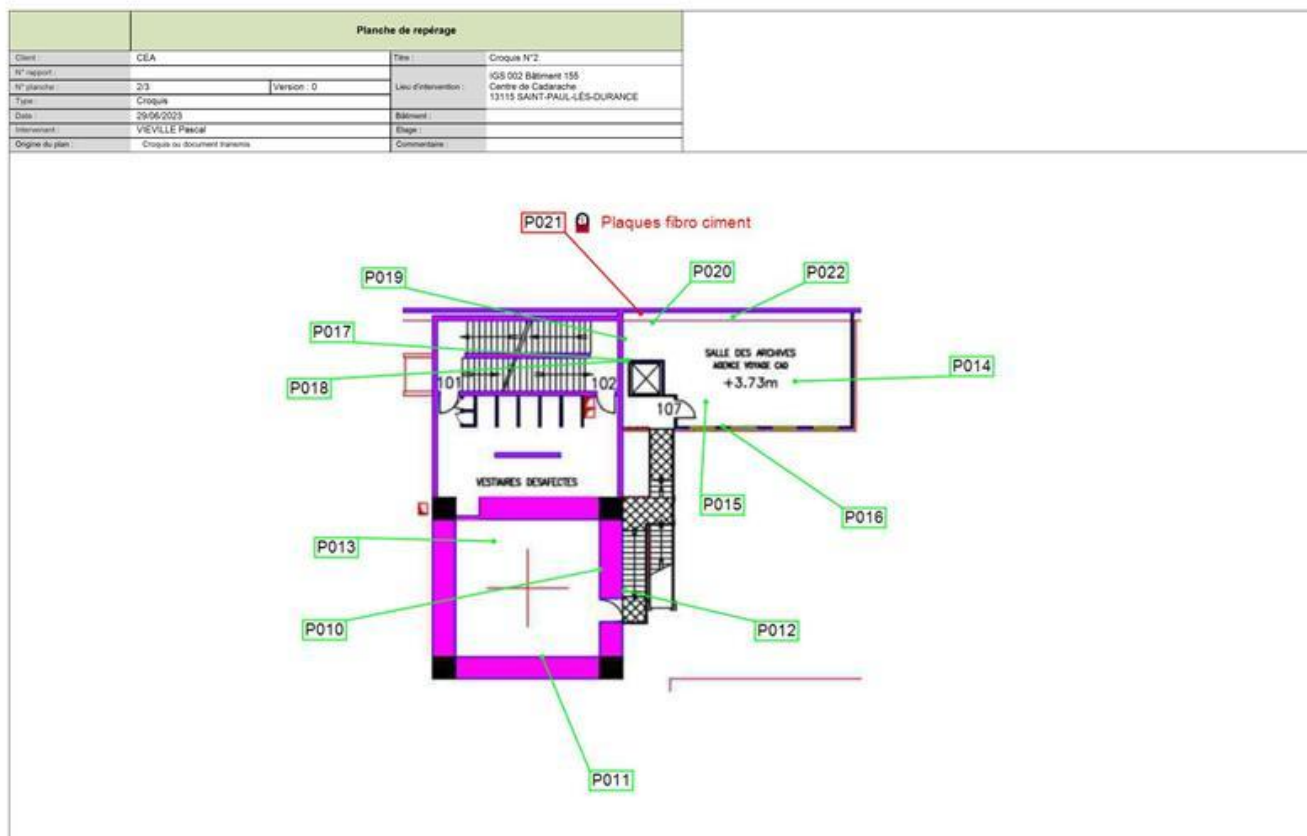 Planche de repérage
Client : CEA Titre : Croquis N°2
N° rapport :
N° planche : 2/3 Version : 0 Lieu d'intervention : IGS 002 Bâtiment 155
Centre de Cadarache
13115 SAINT-PAUL-LÈS-DURANCE
Type : Croquis
Date : 29/06/2023 Bâtiment :
Intervenant : VIEVILLE Pascal Etage :
Origine du plan : Croquis ou document transmis Commentaire :
P021 Plaques fibro ciment
P019 P020 P022
P017
SALLE DES ARCHIVES
AGENCE VOYAGE CAD
+3.73m
P014
P018 101 102
107
VESTIAIRES DESAFECTES
P015 P016
P013
P010 P012
P011